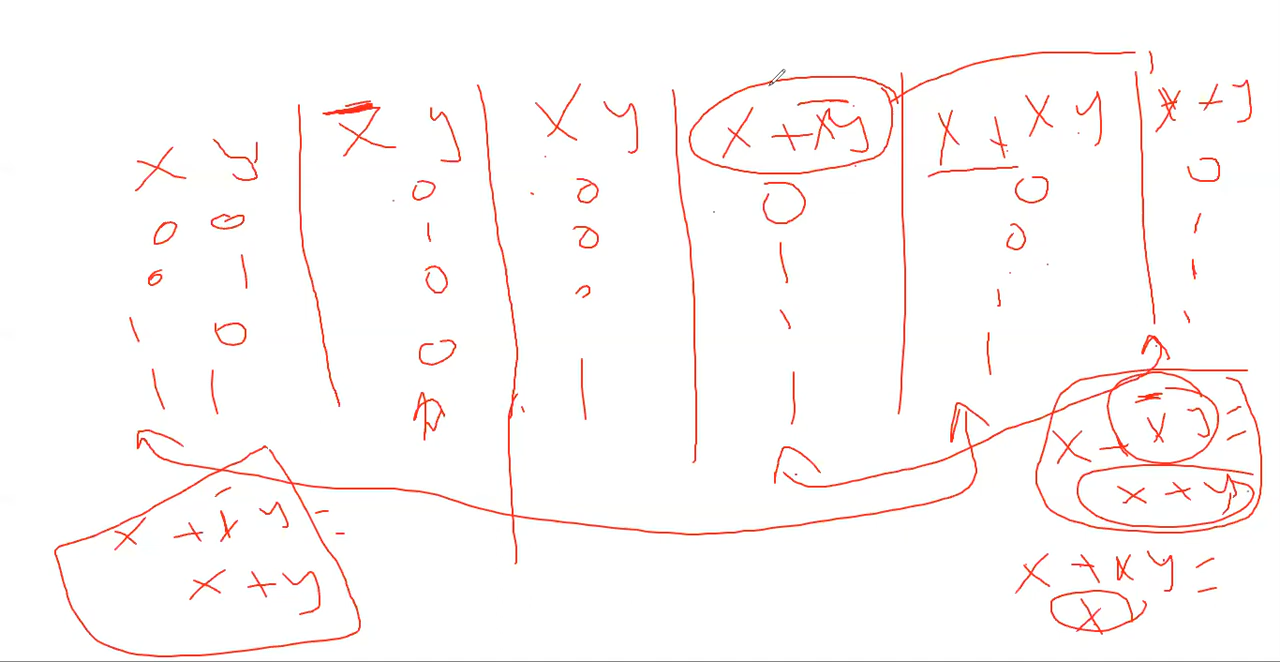 x y | x̄ y | x y | x + x̄y | x + xy | x + y
0 0 | 0 | 0 | 0 | 0 | 0
0 1 | 1 | 0 | 1 | 0 | 1
1 0 | 0 | 0 | 1 | 1 | 1
1 1 | 0 | 1 | 1 | 1 | 1
x + x̄ y =
x + y
x + x̄ y =
x + y
x + x y =
x